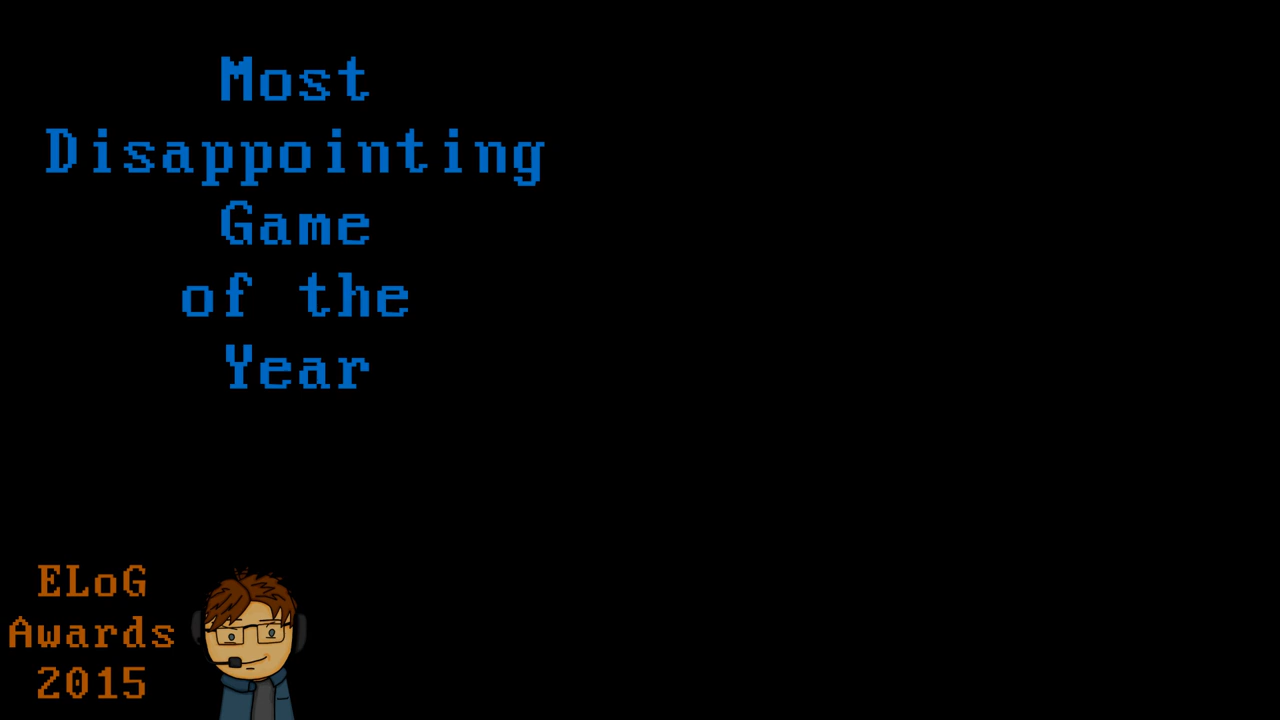 Most
Disappointing
Game
of the
Year
ELoG
Awards
2015